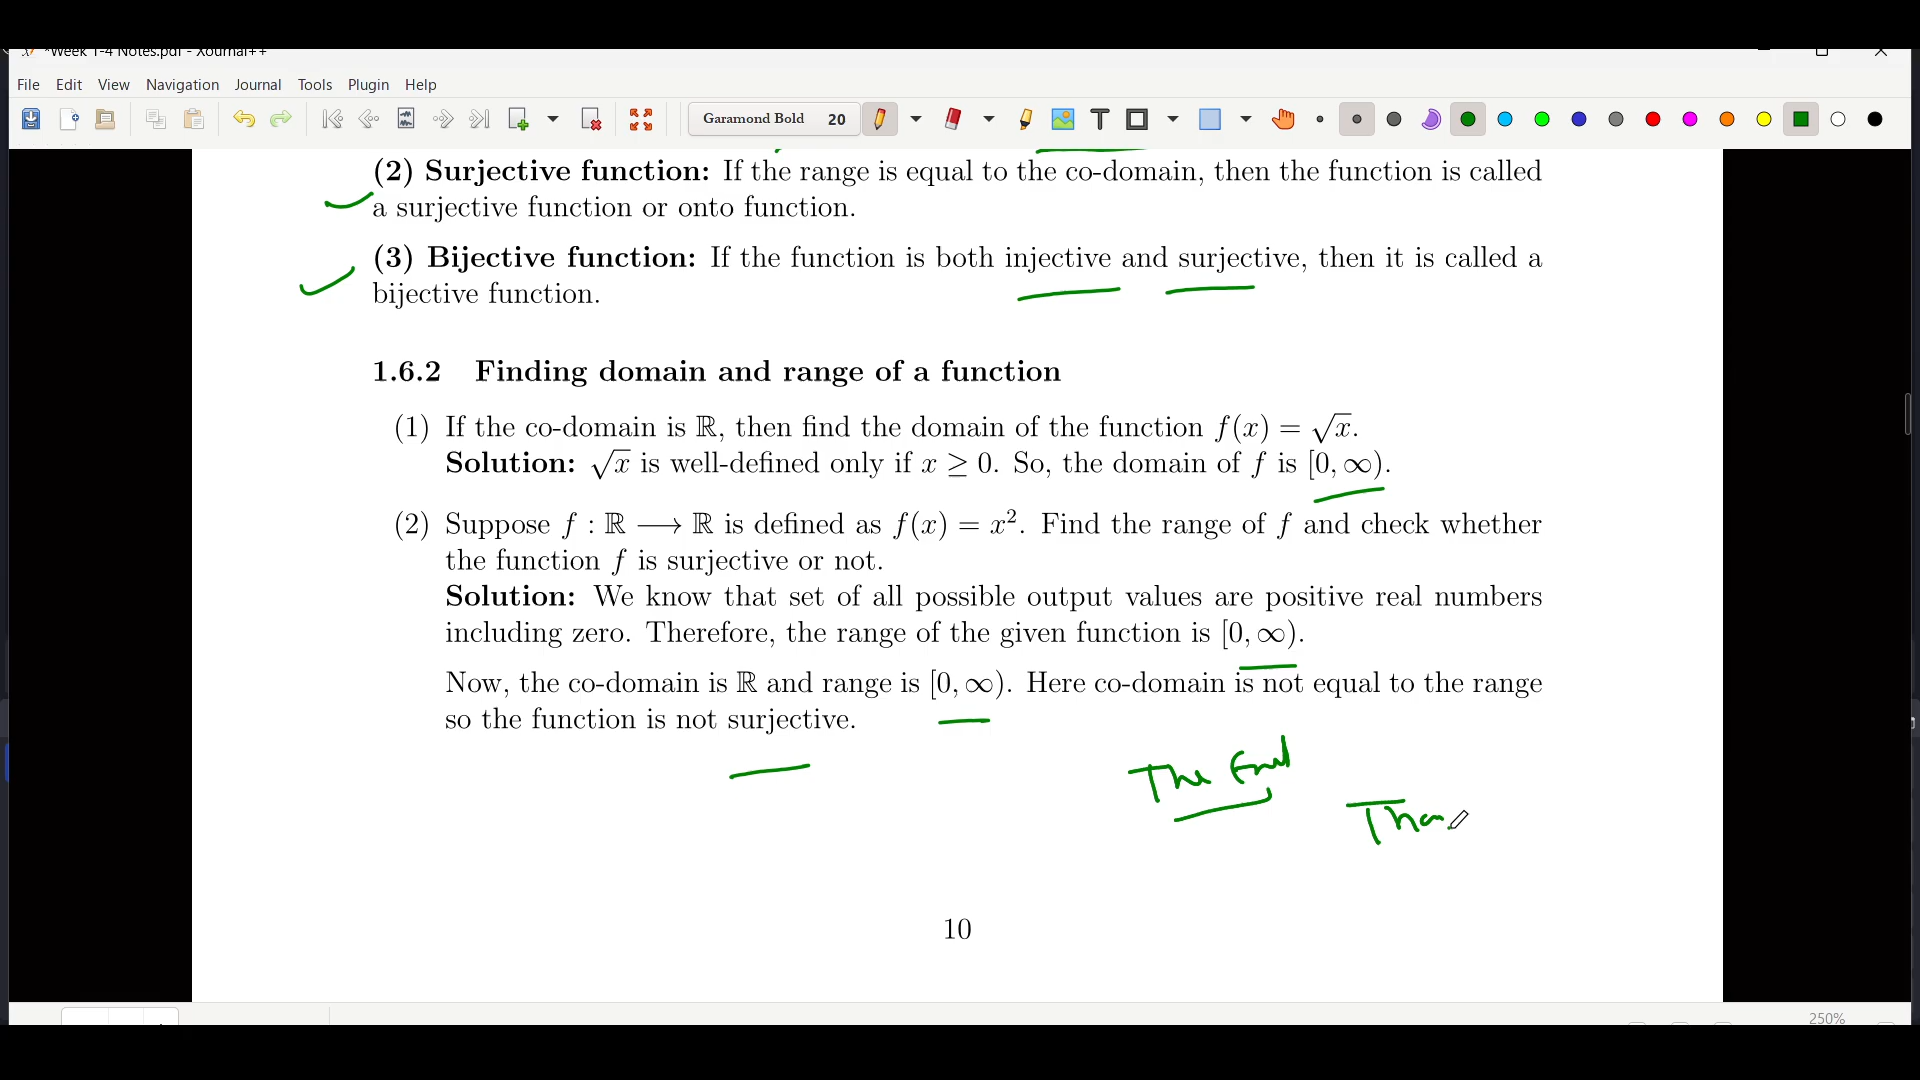 *Week 1-4 Notes.pdf - Xournal++
File Edit View Navigation Journal Tools Plugin Help
Garamond Bold 20
(2) Surjective function: If the range is equal to the co-domain, then the function is called
a surjective function or onto function.
(3) Bijective function: If the function is both injective and surjective, then it is called a
bijective function.
1.6.2 Finding domain and range of a function
(1) If the co-domain is ℝ, then find the domain of the function f(x) = √x.
Solution: √x is well-defined only if x ≥ 0. So, the domain of f is [0, ∞).
(2) Suppose f : ℝ ⟶ ℝ is defined as f(x) = x². Find the range of f and check whether
the function f is surjective or not.
Solution: We know that set of all possible output values are positive real numbers
including zero. Therefore, the range of the given function is [0, ∞).
Now, the co-domain is ℝ and range is [0, ∞). Here co-domain is not equal to the range
so the function is not surjective.
The End
Than
10
250%